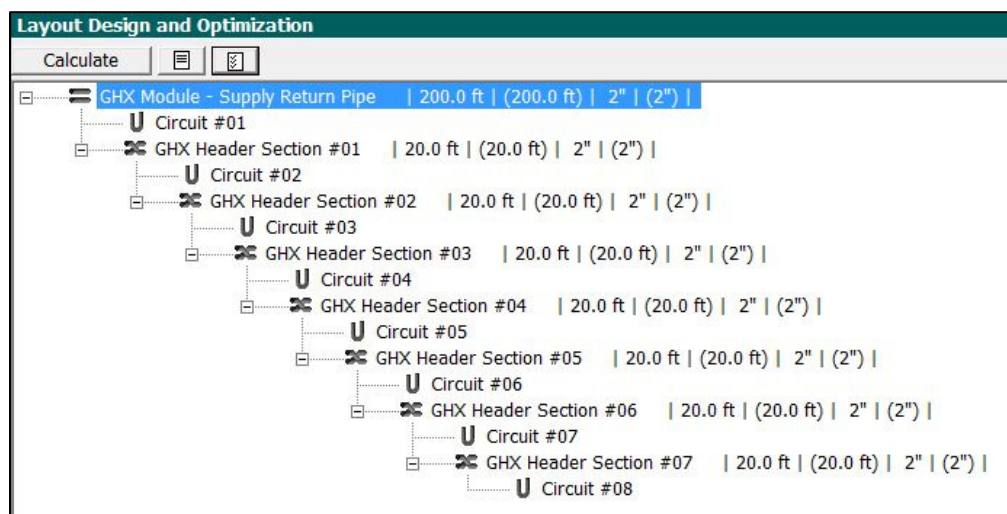 Layout Design and Optimization
Calculate
GHX Module - Supply Return Pipe | 200.0 ft | (200.0 ft) | 2" | (2") |
Circuit #01
GHX Header Section #01 | 20.0 ft | (20.0 ft) | 2" | (2") |
Circuit #02
GHX Header Section #02 | 20.0 ft | (20.0 ft) | 2" | (2") |
Circuit #03
GHX Header Section #03 | 20.0 ft | (20.0 ft) | 2" | (2") |
Circuit #04
GHX Header Section #04 | 20.0 ft | (20.0 ft) | 2" | (2") |
Circuit #05
GHX Header Section #05 | 20.0 ft | (20.0 ft) | 2" | (2") |
Circuit #06
GHX Header Section #06 | 20.0 ft | (20.0 ft) | 2" | (2") |
Circuit #07
GHX Header Section #07 | 20.0 ft | (20.0 ft) | 2" | (2") |
Circuit #08